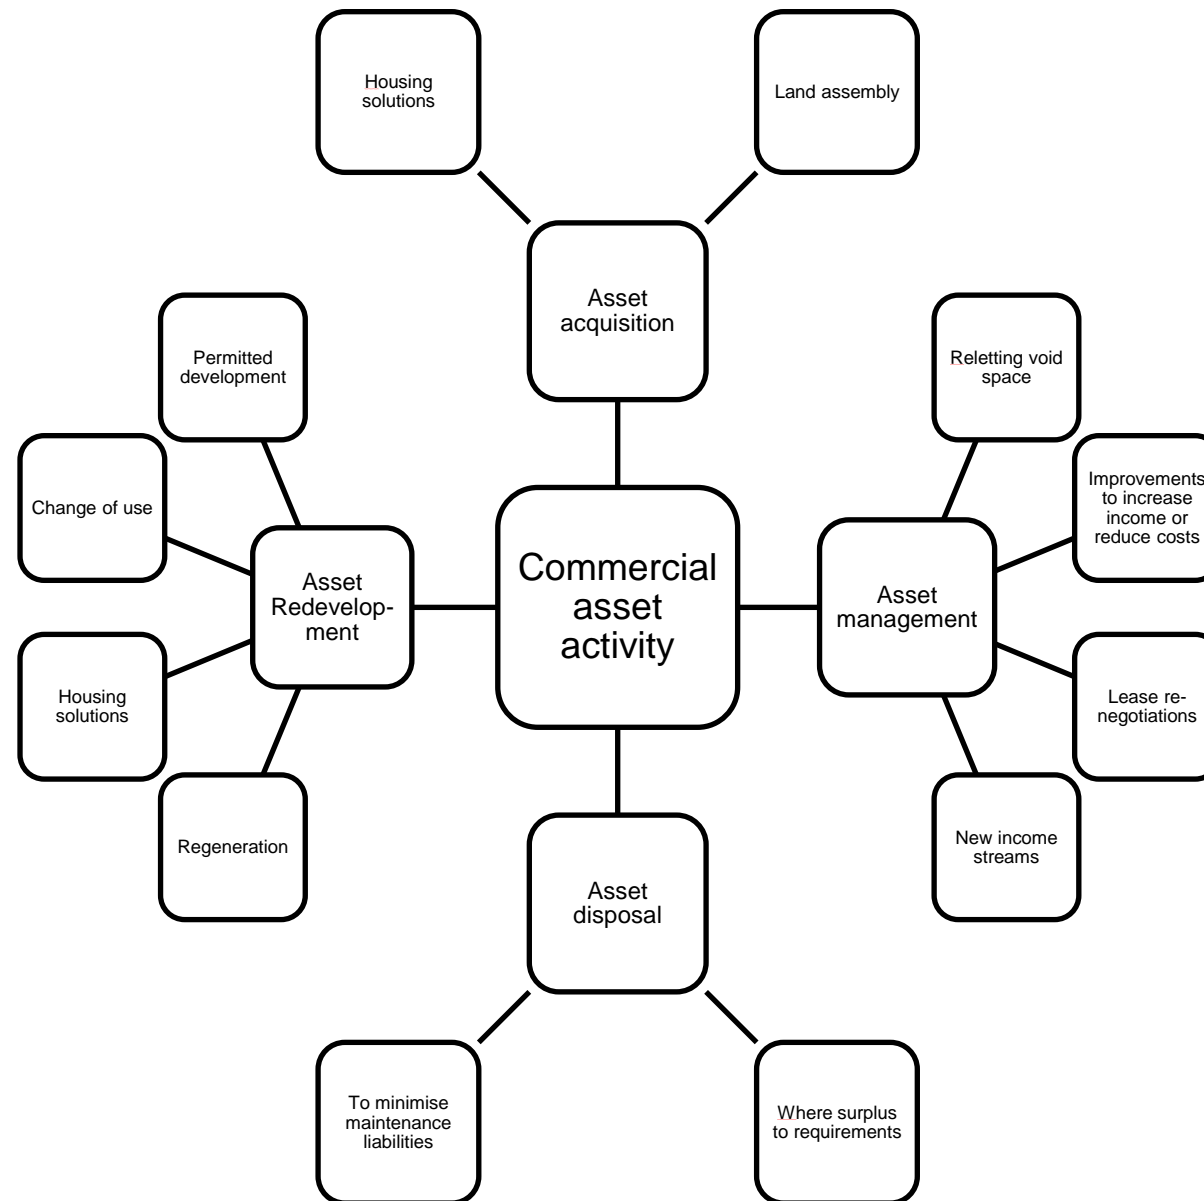 Housing
solutions
Land assembly
Asset
acquisition
Permitted
development
Reletting void
space
Change of use
Improvements
to increase
income or
reduce costs
Asset
Redevelop-
ment
Commercial
asset
activity
Asset
management
Housing
solutions
Lease re-
negotiations
Regeneration
New income
streams
Asset
disposal
To minimise
maintenance
liabilities
Where surplus
to requirements